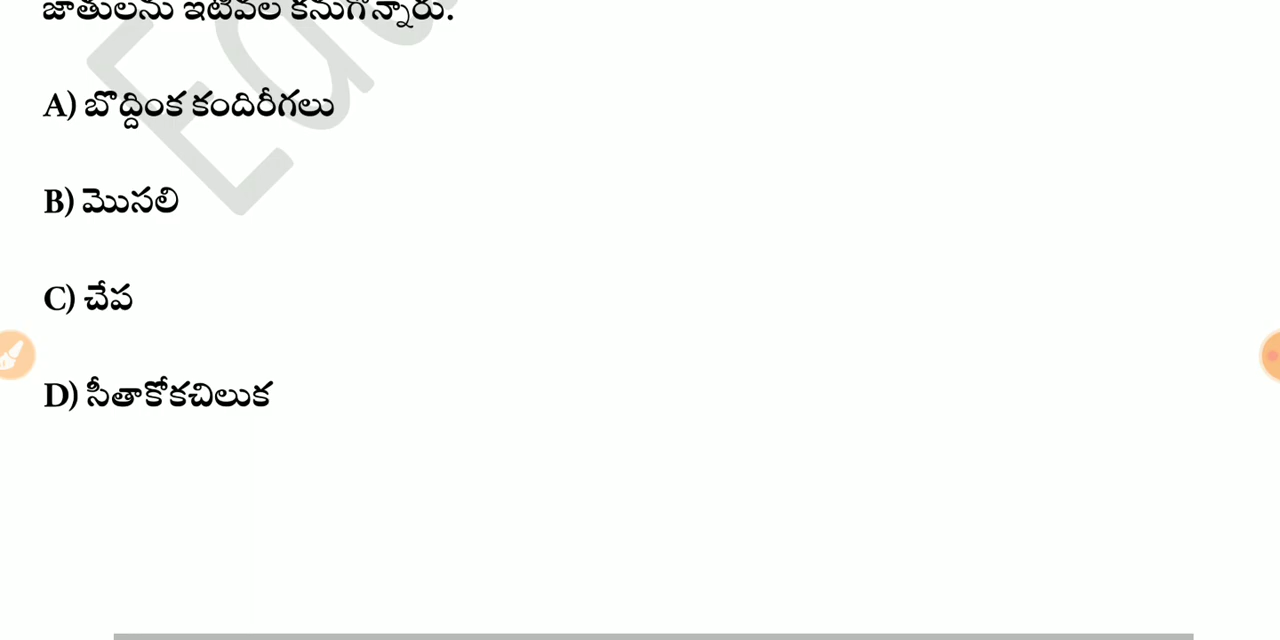 జాతులను ఇటీవల కనుగొన్నారు.
A) బొద్దింక కందిరీగలు
B) మొసలి
C) చేప
D) సీతాకోకచిలుక